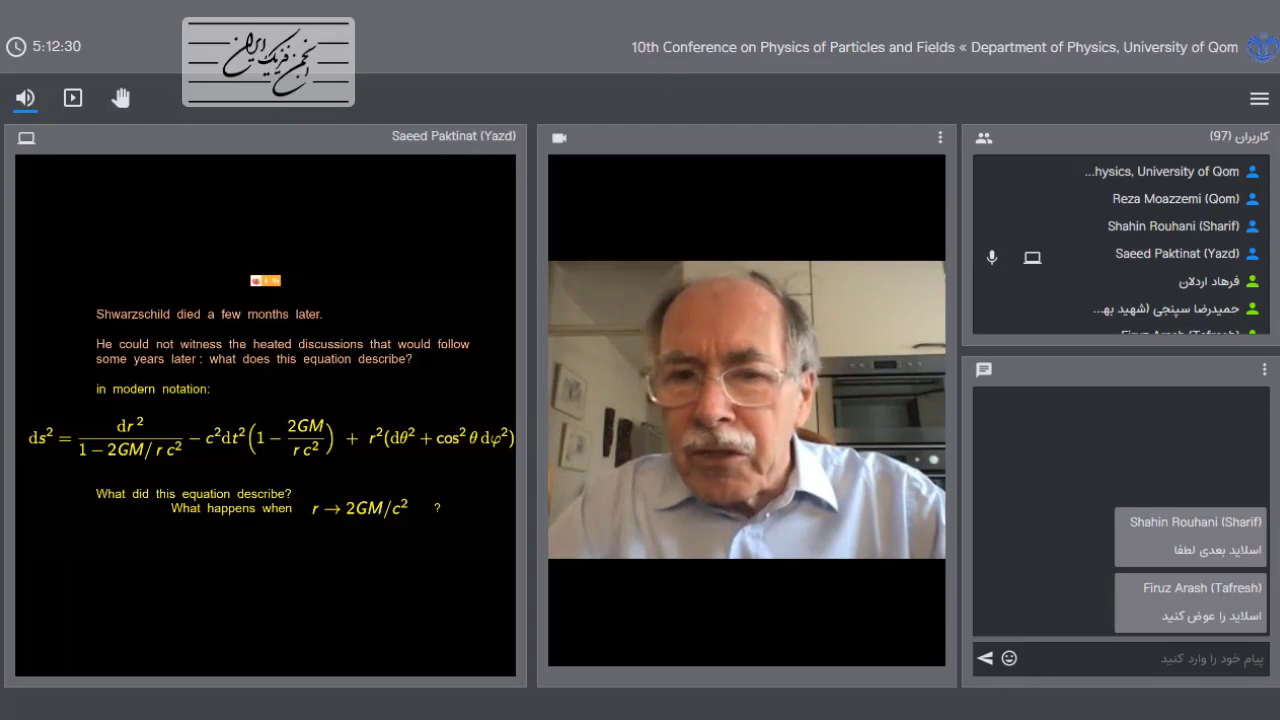 5:12:30
انجمن فیزیک ایران
10th Conference on Physics of Particles and Fields « Department of Physics, University of Qom
Saeed Paktinat (Yazd)
Shwarzschild died a few months later.
He could not witness the heated discussions that would follow
some years later : what does this equation describe?
in modern notation:
ds² = dr² / (1 − 2GM/rc²) − c²dt²(1 − 2GM/rc²) + r²(dθ² + cos²θ dφ²)
What did this equation describe?
What happens when r → 2GM/c² ?
کاربران (97)
...hysics, University of Qom
Reza Moazzemi (Qom)
Shahin Rouhani (Sharif)
Saeed Paktinat (Yazd)
فرهاد اردلان
حمیدرضا سپنجی (شهید به...
Firuz Arash (Tafresh)
Shahin Rouhani (Sharif)
اسلاید بعدی لطفا
Firuz Arash (Tafresh)
اسلاید را عوض کنید
پیام خود را وارد کنید